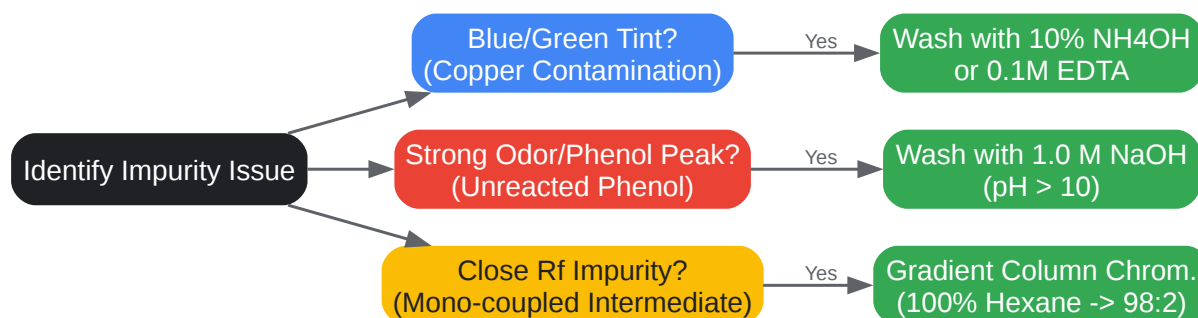 Identify Impurity Issue
Blue/Green Tint?
(Copper Contamination)
Yes
Wash with 10% NH4OH
or 0.1M EDTA
Strong Odor/Phenol Peak?
(Unreacted Phenol)
Yes
Wash with 1.0 M NaOH
(pH > 10)
Close Rf Impurity?
(Mono-coupled Intermediate)
Yes
Gradient Column Chrom.
(100% Hexane -> 98:2)